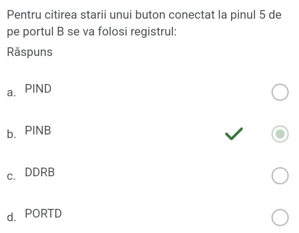 Pentru citirea starii unui buton conectat la pinul 5 de
pe portul B se va folosi registrul:
Răspuns
a. PIND
b. PINB
c. DDRB
d. PORTD